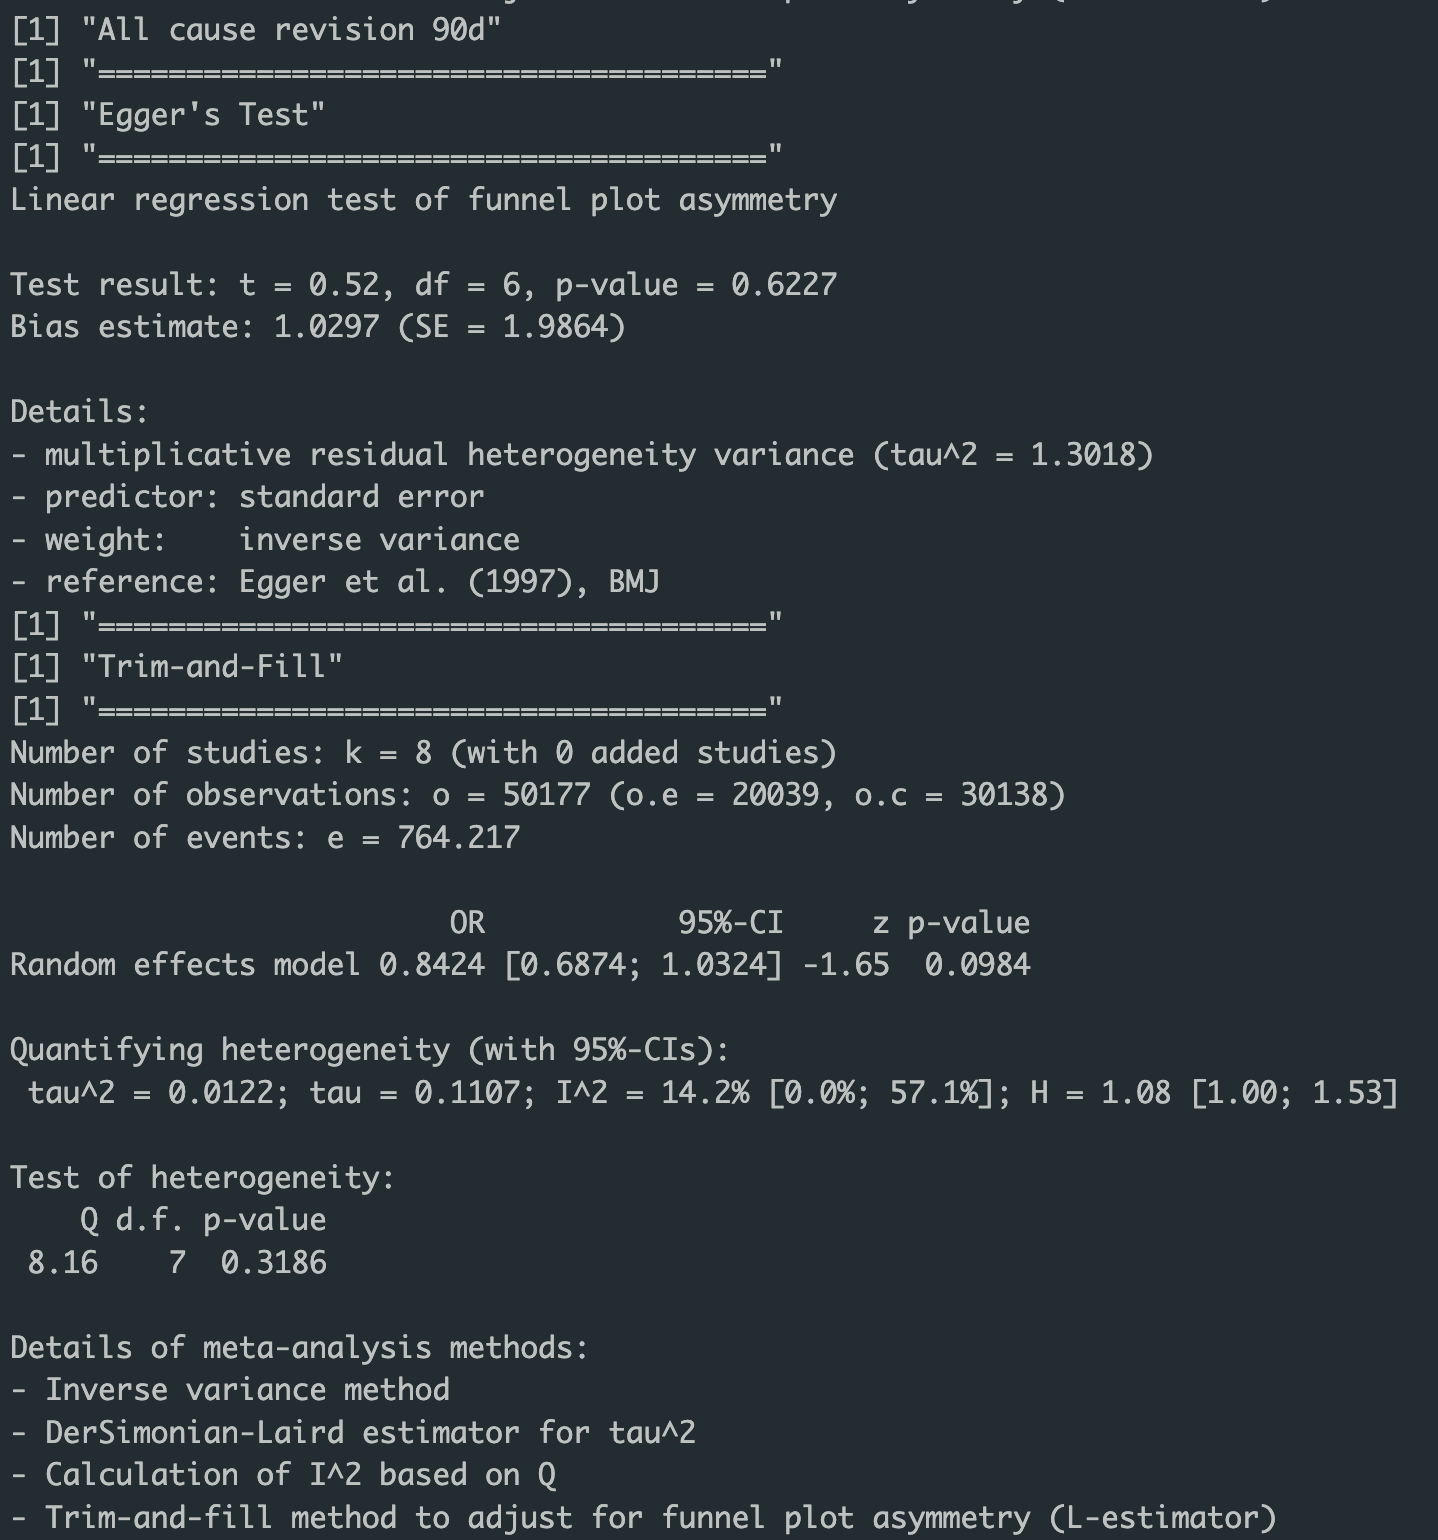 [1] "All cause revision 90d"
[1] "======================================"
[1] "Egger's Test"
[1] "======================================"
Linear regression test of funnel plot asymmetry
Test result: t = 0.52, df = 6, p-value = 0.6227
Bias estimate: 1.0297 (SE = 1.9864)
Details:
- multiplicative residual heterogeneity variance (tau^2 = 1.3018)
- predictor: standard error
- weight:    inverse variance
- reference: Egger et al. (1997), BMJ
[1] "======================================"
[1] "Trim-and-Fill"
[1] "======================================"
Number of studies: k = 8 (with 0 added studies)
Number of observations: o = 50177 (o.e = 20039, o.c = 30138)
Number of events: e = 764.217
                         OR           95%-CI     z p-value
Random effects model 0.8424 [0.6874; 1.0324] -1.65  0.0984
Quantifying heterogeneity (with 95%-CIs):
 tau^2 = 0.0122; tau = 0.1107; I^2 = 14.2% [0.0%; 57.1%]; H = 1.08 [1.00; 1.53]
Test of heterogeneity:
    Q d.f. p-value
 8.16    7  0.3186
Details of meta-analysis methods:
- Inverse variance method
- DerSimonian-Laird estimator for tau^2
- Calculation of I^2 based on Q
- Trim-and-fill method to adjust for funnel plot asymmetry (L-estimator)